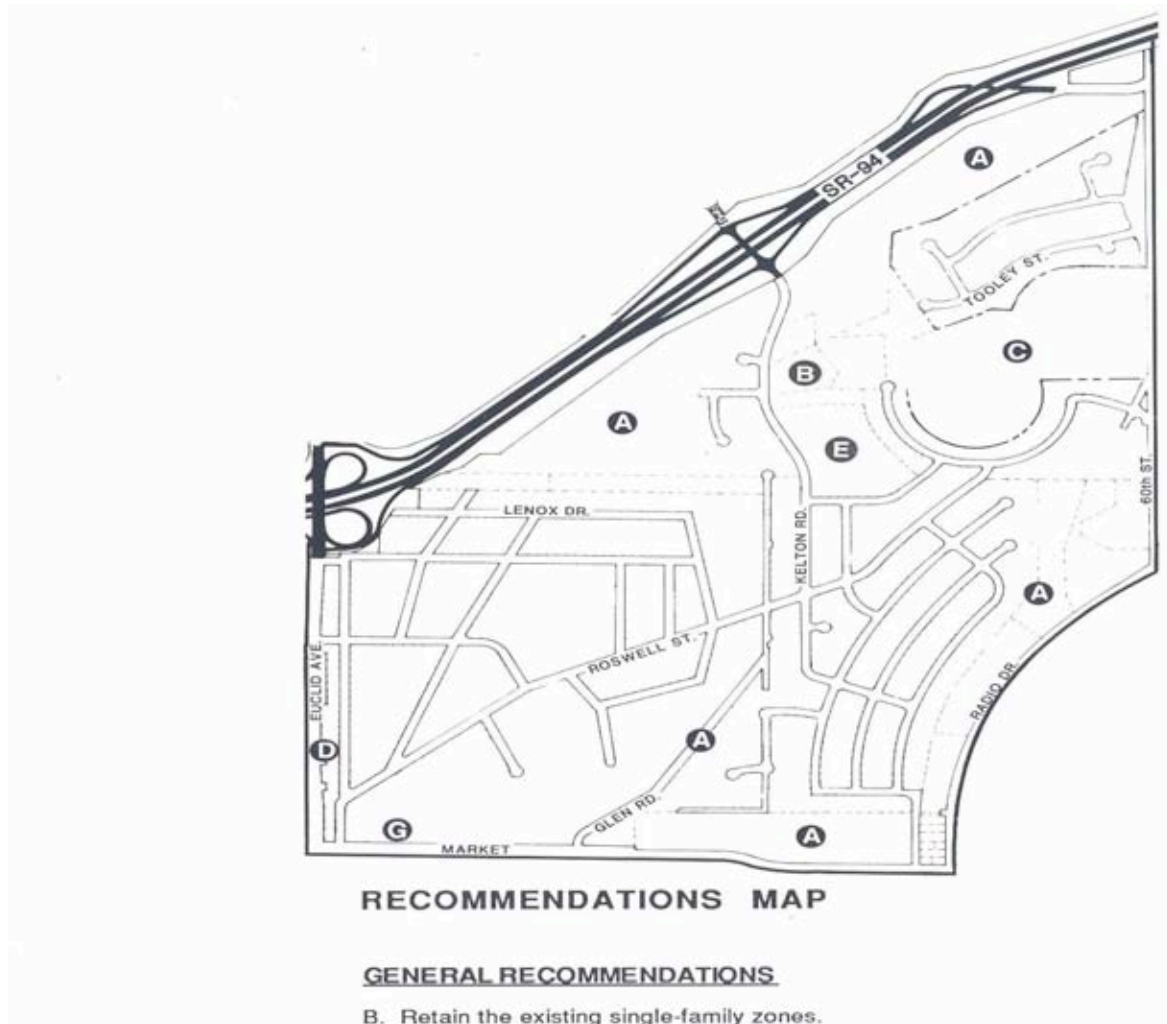 SR-94
A
TOOLEY ST.
C
B
A
E
60th ST.
LENOX DR.
KELTON RD.
A
ROSWELL ST.
EUCLID AVE.
RADIO DR.
D
A
GLEN RD.
G
A
MARKET
RECOMMENDATIONS MAP
GENERAL RECOMMENDATIONS
B. Retain the existing single-family zones.